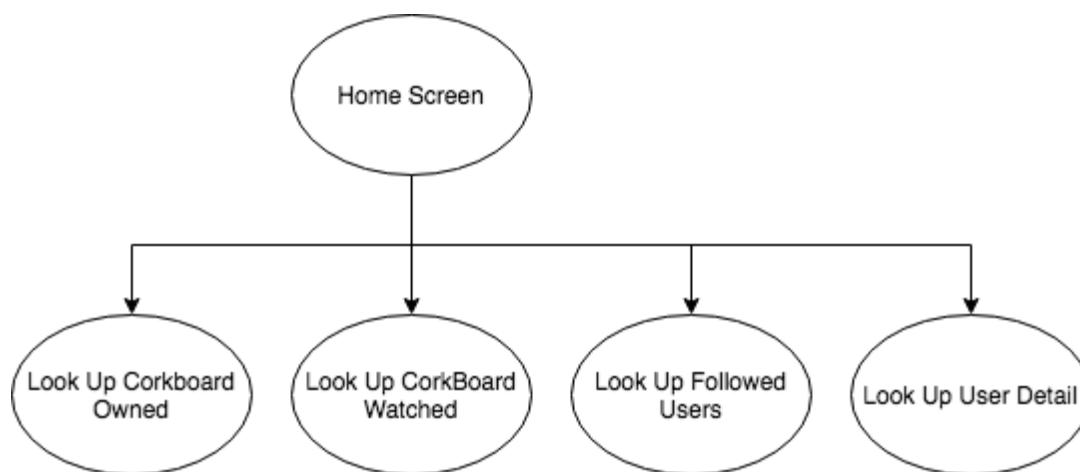 Home Screen
Look Up Corkboard
Owned
Look Up CorkBoard
Watched
Look Up Followed
Users
Look Up User Detail